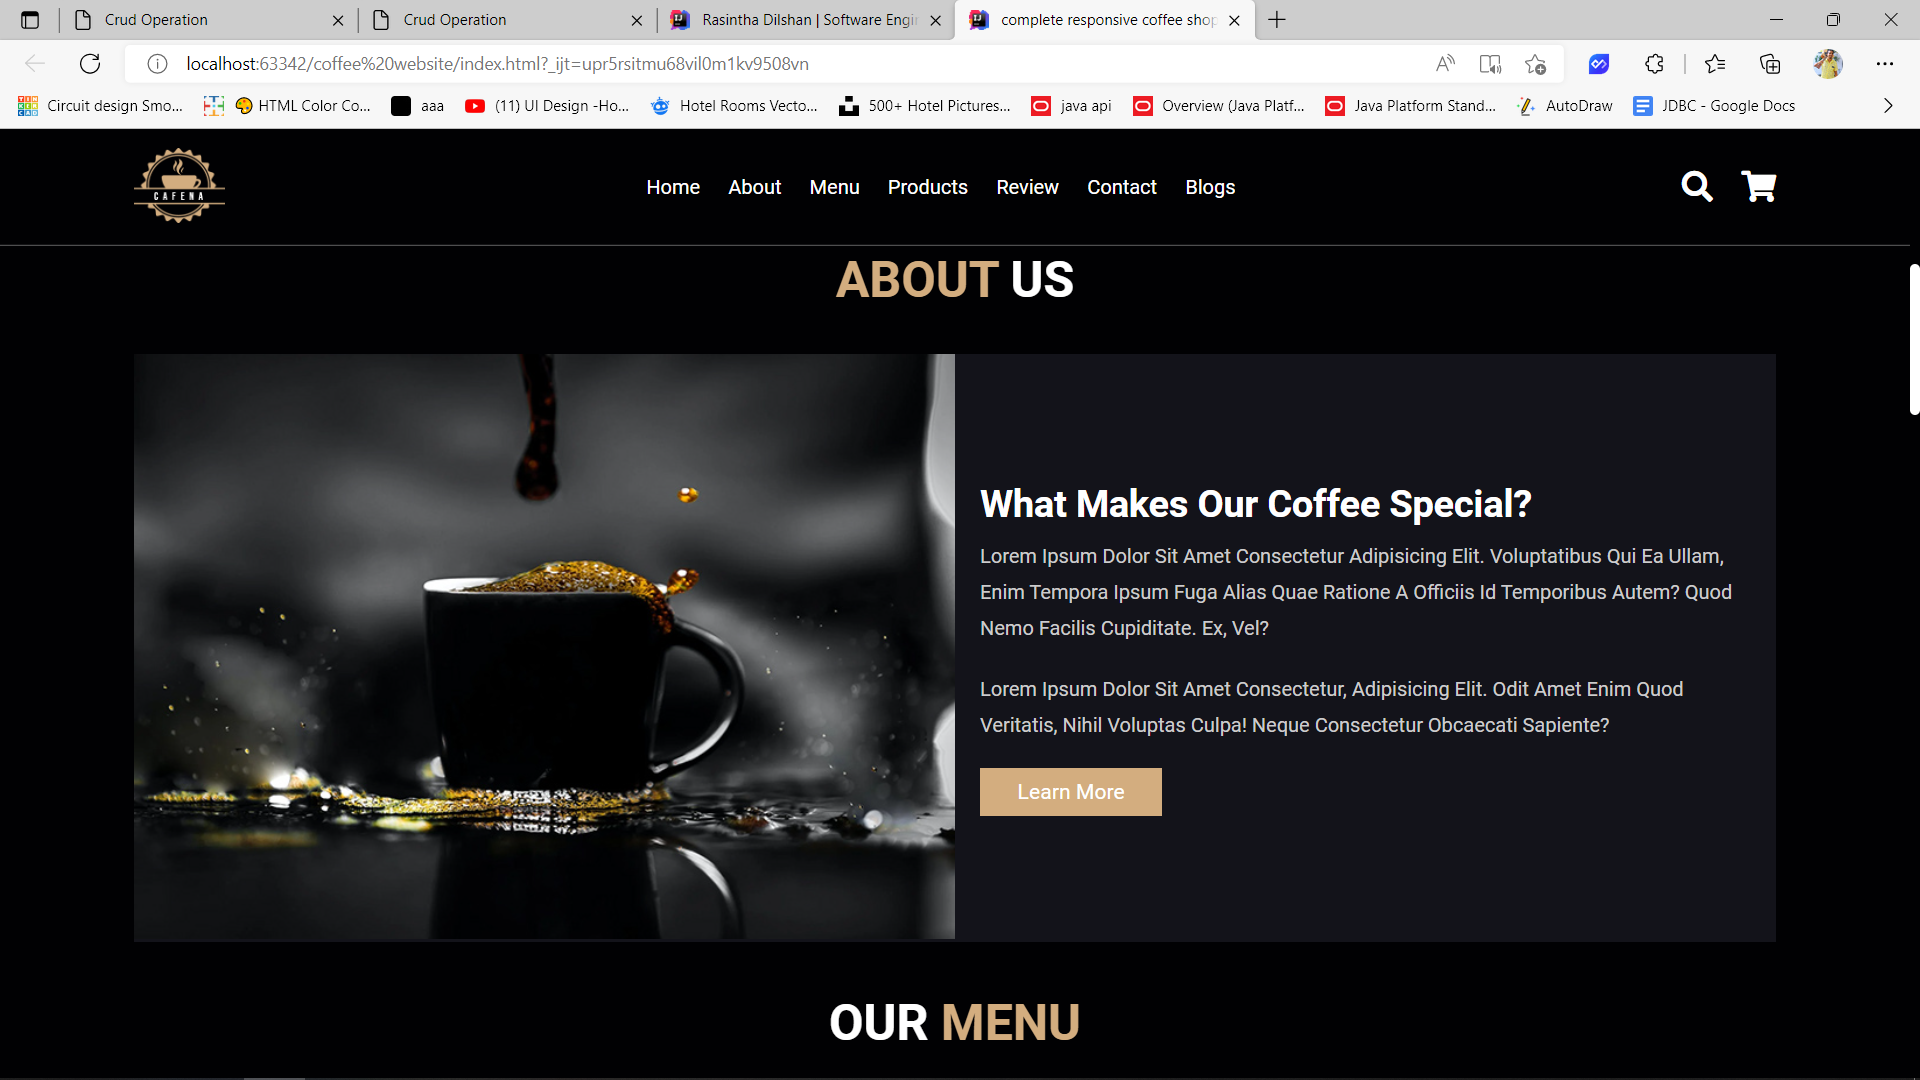 Crud Operation
Crud Operation
Rasintha Dilshan | Software Engin
complete responsive coffee shop
localhost:63342/coffee%20website/index.html?_ijt=upr5rsitmu68vil0m1kv9508vn
Circuit design Smo...
HTML Color Co...
aaa
(11) UI Design -Ho...
Hotel Rooms Vecto...
500+ Hotel Pictures...
java api
Overview (Java Platf...
Java Platform Stand...
AutoDraw
JDBC - Google Docs
CAFENA
Home
About
Menu
Products
Review
Contact
Blogs
ABOUT US
What Makes Our Coffee Special?
Lorem Ipsum Dolor Sit Amet Consectetur Adipisicing Elit. Voluptatibus Qui Ea Ullam,
Enim Tempora Ipsum Fuga Alias Quae Ratione A Officiis Id Temporibus Autem? Quod
Nemo Facilis Cupiditate. Ex, Vel?
Lorem Ipsum Dolor Sit Amet Consectetur, Adipisicing Elit. Odit Amet Enim Quod
Veritatis, Nihil Voluptas Culpa! Neque Consectetur Obcaecati Sapiente?
Learn More
OUR MENU